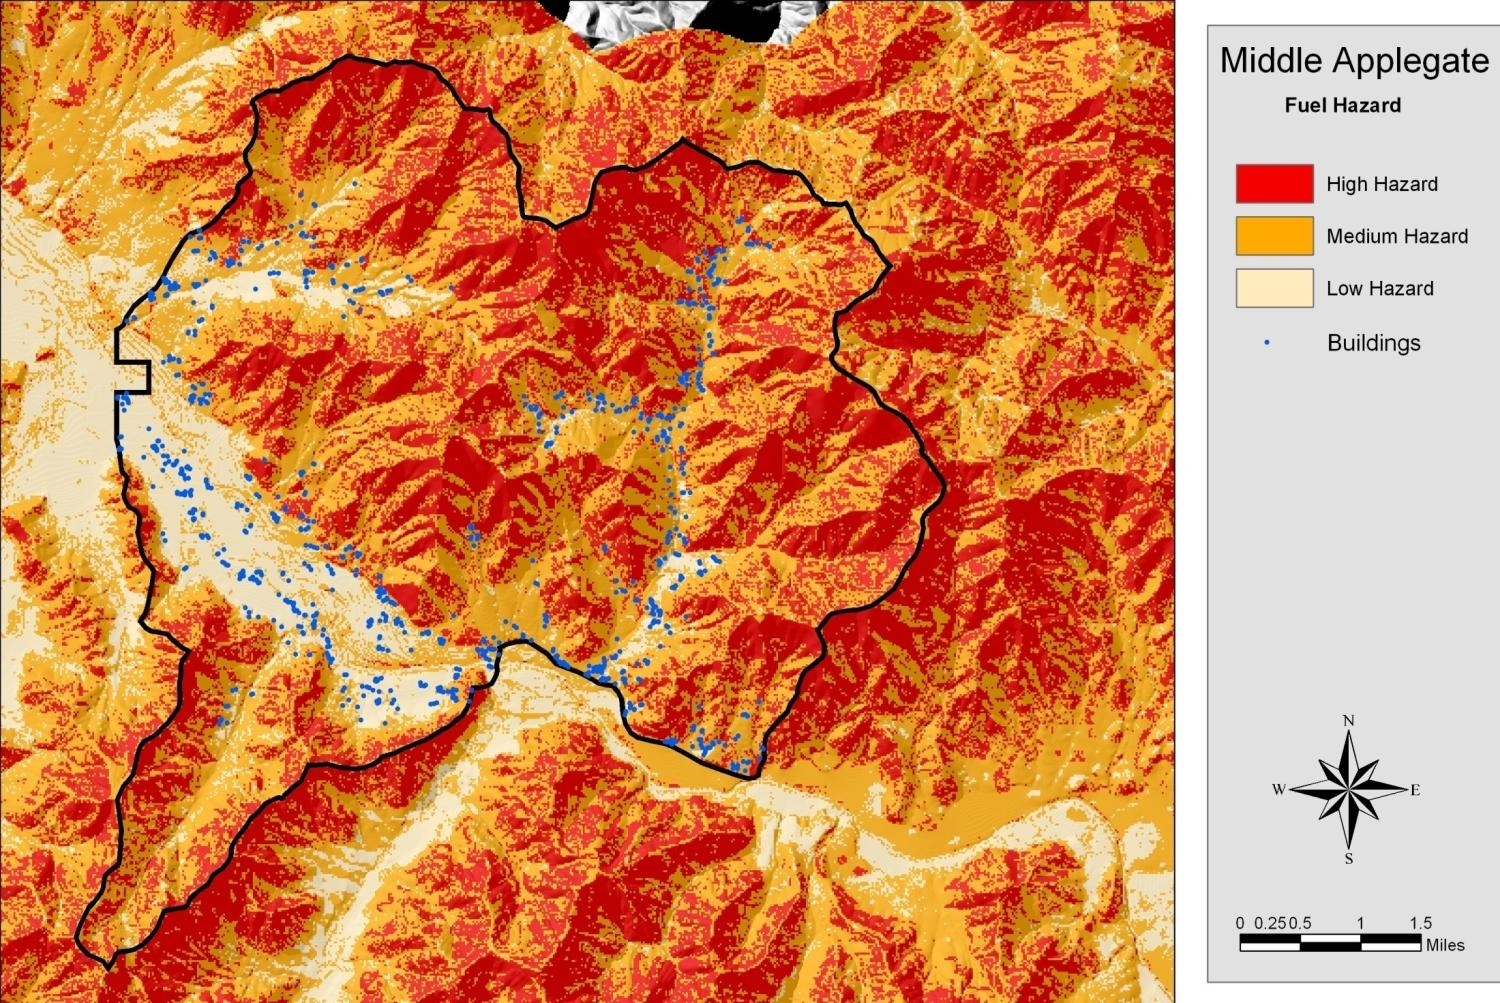 Middle Applegate
Fuel Hazard
High Hazard
Medium Hazard
Low Hazard
Buildings
N
W E
S
0 0.25 0.5 1 1.5
Miles